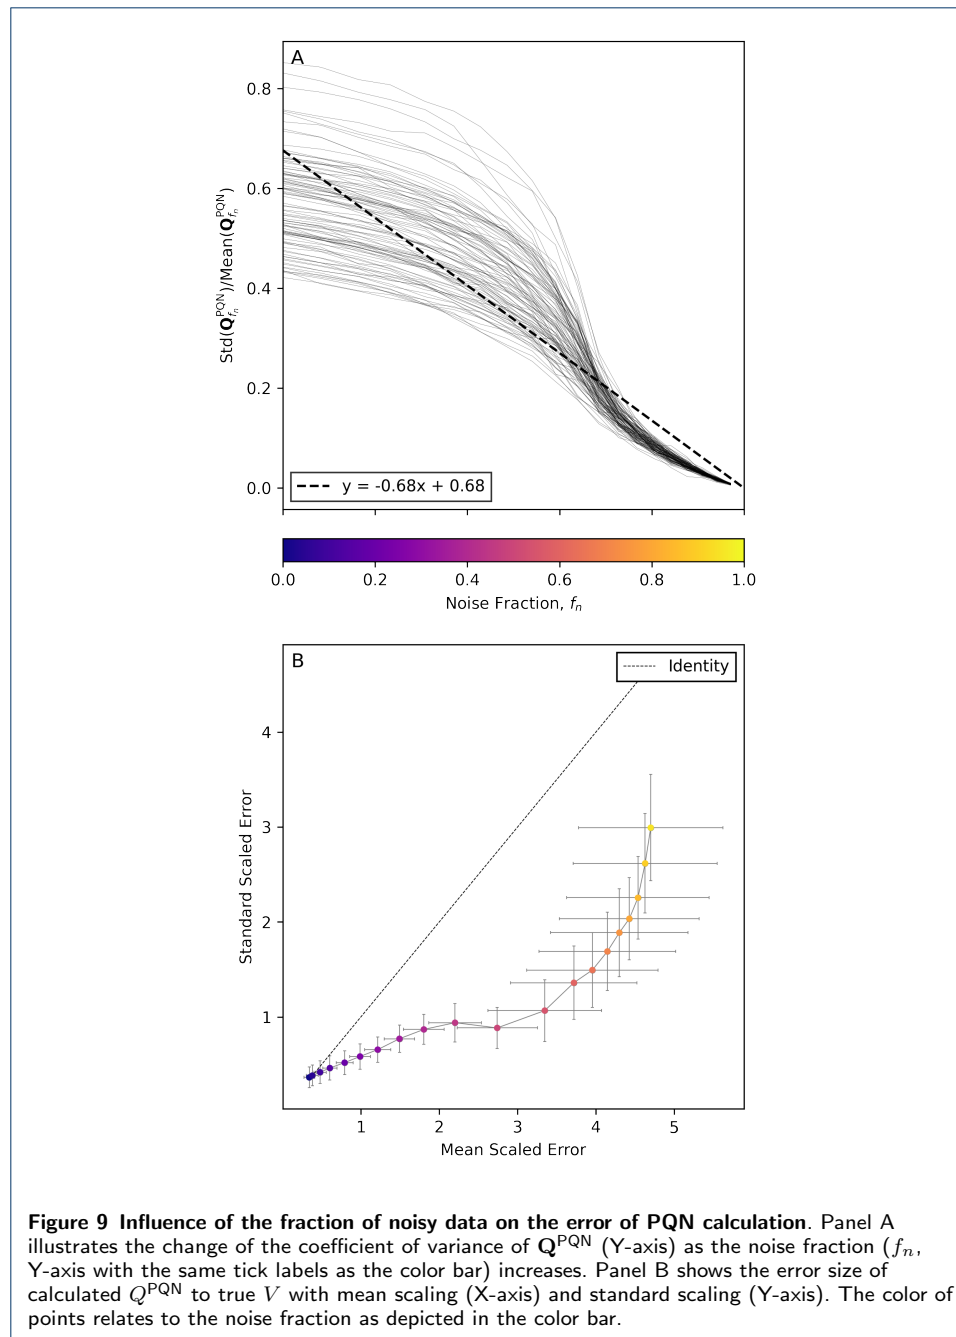 A
0.8
0.6
0.4
0.2
0.0
Std(Q_{f_n}^{PQN})/Mean(Q_{f_n}^{PQN})
y = -0.68x + 0.68
0.0 0.2 0.4 0.6 0.8 1.0
Noise Fraction, f_n
B
Identity
4
3
2
1
Standard Scaled Error
1 2 3 4 5
Mean Scaled Error
Figure 9 Influence of the fraction of noisy data on the error of PQN calculation. Panel A
illustrates the change of the coefficient of variance of Q^{PQN} (Y-axis) as the noise fraction (f_n,
Y-axis with the same tick labels as the color bar) increases. Panel B shows the error size of
calculated Q^{PQN} to true V with mean scaling (X-axis) and standard scaling (Y-axis). The color of
points relates to the noise fraction as depicted in the color bar.